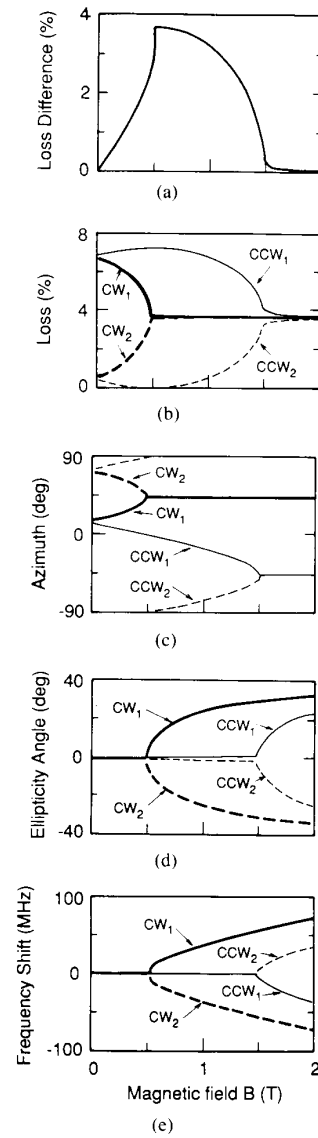 Loss Difference (%)
4
2
0
(a)
Loss (%)
8
4
0
CW1
CW2
CCW1
CCW2
(b)
Azimuth (deg)
90
0
-90
CW2
CW1
CCW1
CCW2
(c)
Ellipticity Angle (deg)
40
0
-40
CW1
CCW1
CCW2
CW2
(d)
Frequency Shift (MHz)
100
0
-100
CW1
CCW2
CCW1
CW2
0 1 2
Magnetic field B (T)
(e)